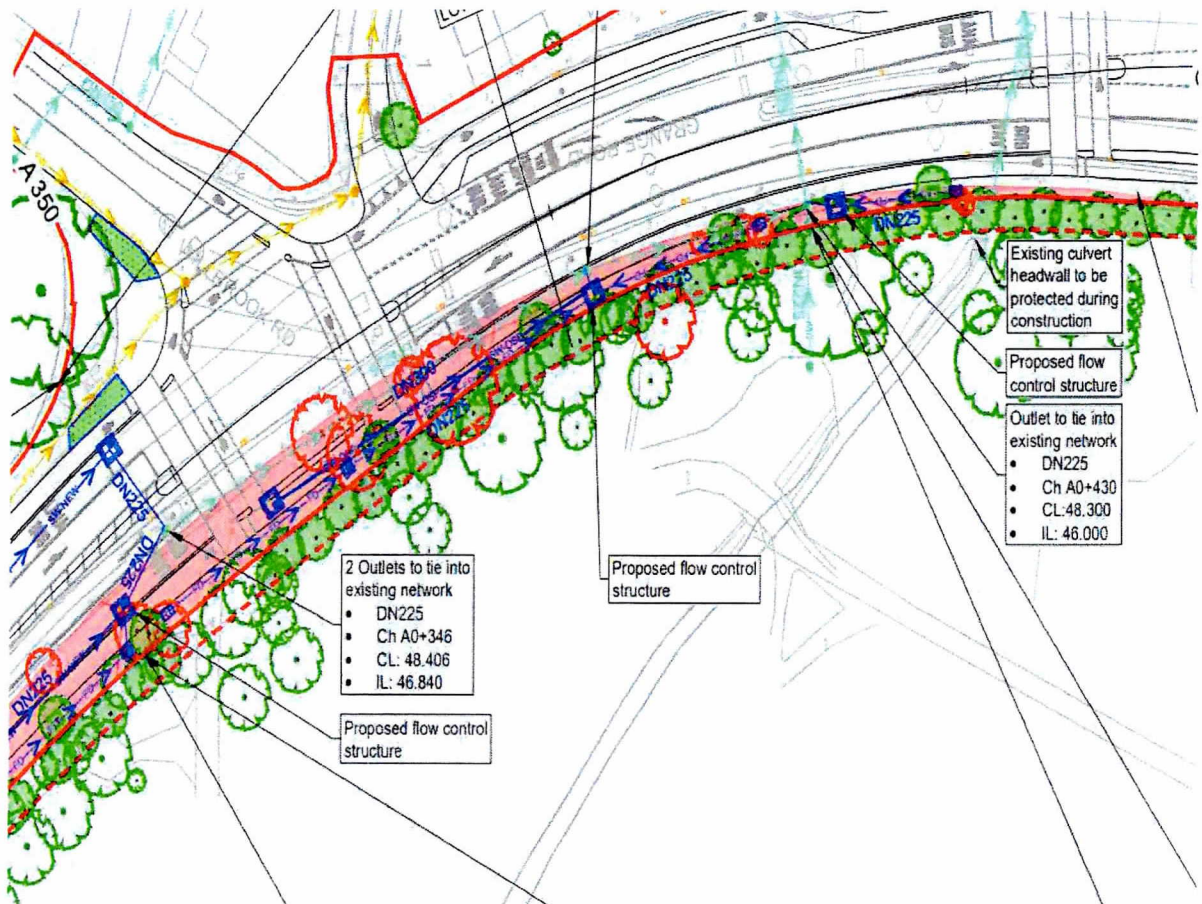 A 350
GRANGE ROAD
BUS
BUS
DN225
DN225
DN300
DN225
DN225
DN225
DN225
Existing culvert
headwall to be
protected during
construction
Proposed flow
control structure
Outlet to tie into
existing network
• DN225
• Ch A0+430
• CL:48.300
• IL: 46.000
Proposed flow control
structure
2 Outlets to tie into
existing network
• DN225
• Ch A0+346
• CL: 48.406
• IL: 46.840
Proposed flow control
structure